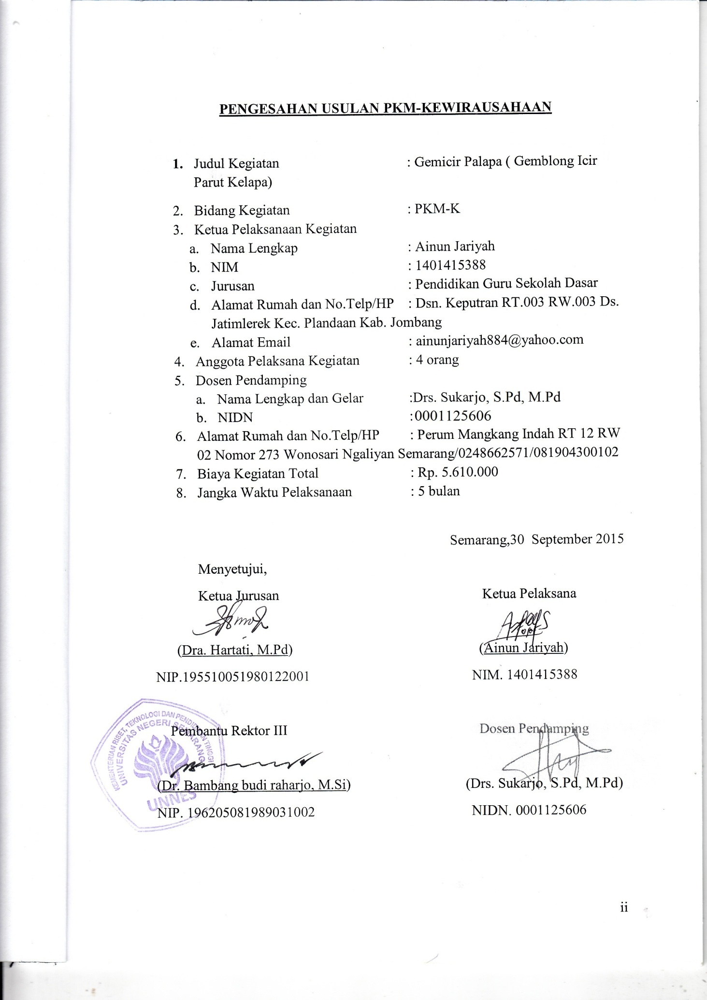 PENGESAHAN USULAN PKM-KEWIRAUSAHAAN
1. Judul Kegiatan : Gemicir Palapa ( Gemblong Icir
Parut Kelapa)
2. Bidang Kegiatan : PKM-K
3. Ketua Pelaksanaan Kegiatan
a. Nama Lengkap : Ainun Jariyah
b. NIM : 1401415388
c. Jurusan : Pendidikan Guru Sekolah Dasar
d. Alamat Rumah dan No.Telp/HP : Dsn. Keputran RT.003 RW.003 Ds.
Jatimlerek Kec. Plandaan Kab. Jombang
e. Alamat Email : ainunjariyah884@yahoo.com
4. Anggota Pelaksana Kegiatan : 4 orang
5. Dosen Pendamping
a. Nama Lengkap dan Gelar :Drs. Sukarjo, S.Pd, M.Pd
b. NIDN :0001125606
6. Alamat Rumah dan No.Telp/HP : Perum Mangkang Indah RT 12 RW
02 Nomor 273 Wonosari Ngaliyan Semarang/0248662571/081904300102
7. Biaya Kegiatan Total : Rp. 5.610.000
8. Jangka Waktu Pelaksanaan : 5 bulan
Semarang,30 September 2015
Menyetujui,
Ketua Jurusan Ketua Pelaksana
(Dra. Hartati, M.Pd) (Ainun Jariyah)
NIP.195510051980122001 NIM. 1401415388
KEMENTERIAN RISET, TEKNOLOGI DAN PENDIDIKAN TINGGI
UNIVERSITAS NEGERI SEMARANG
Pembantu Rektor III Dosen Pendamping
(Dr. Bambang budi raharjo, M.Si) (Drs. Sukarjo, S.Pd, M.Pd)
UNNES
NIP. 196205081989031002 NIDN. 0001125606
ii